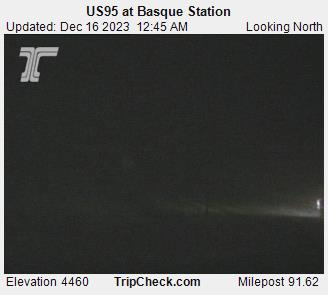 US95 at Basque Station
Updated: Dec 16 2023 12:45 AM Looking North
Elevation 4460 TripCheck.com Milepost 91.62